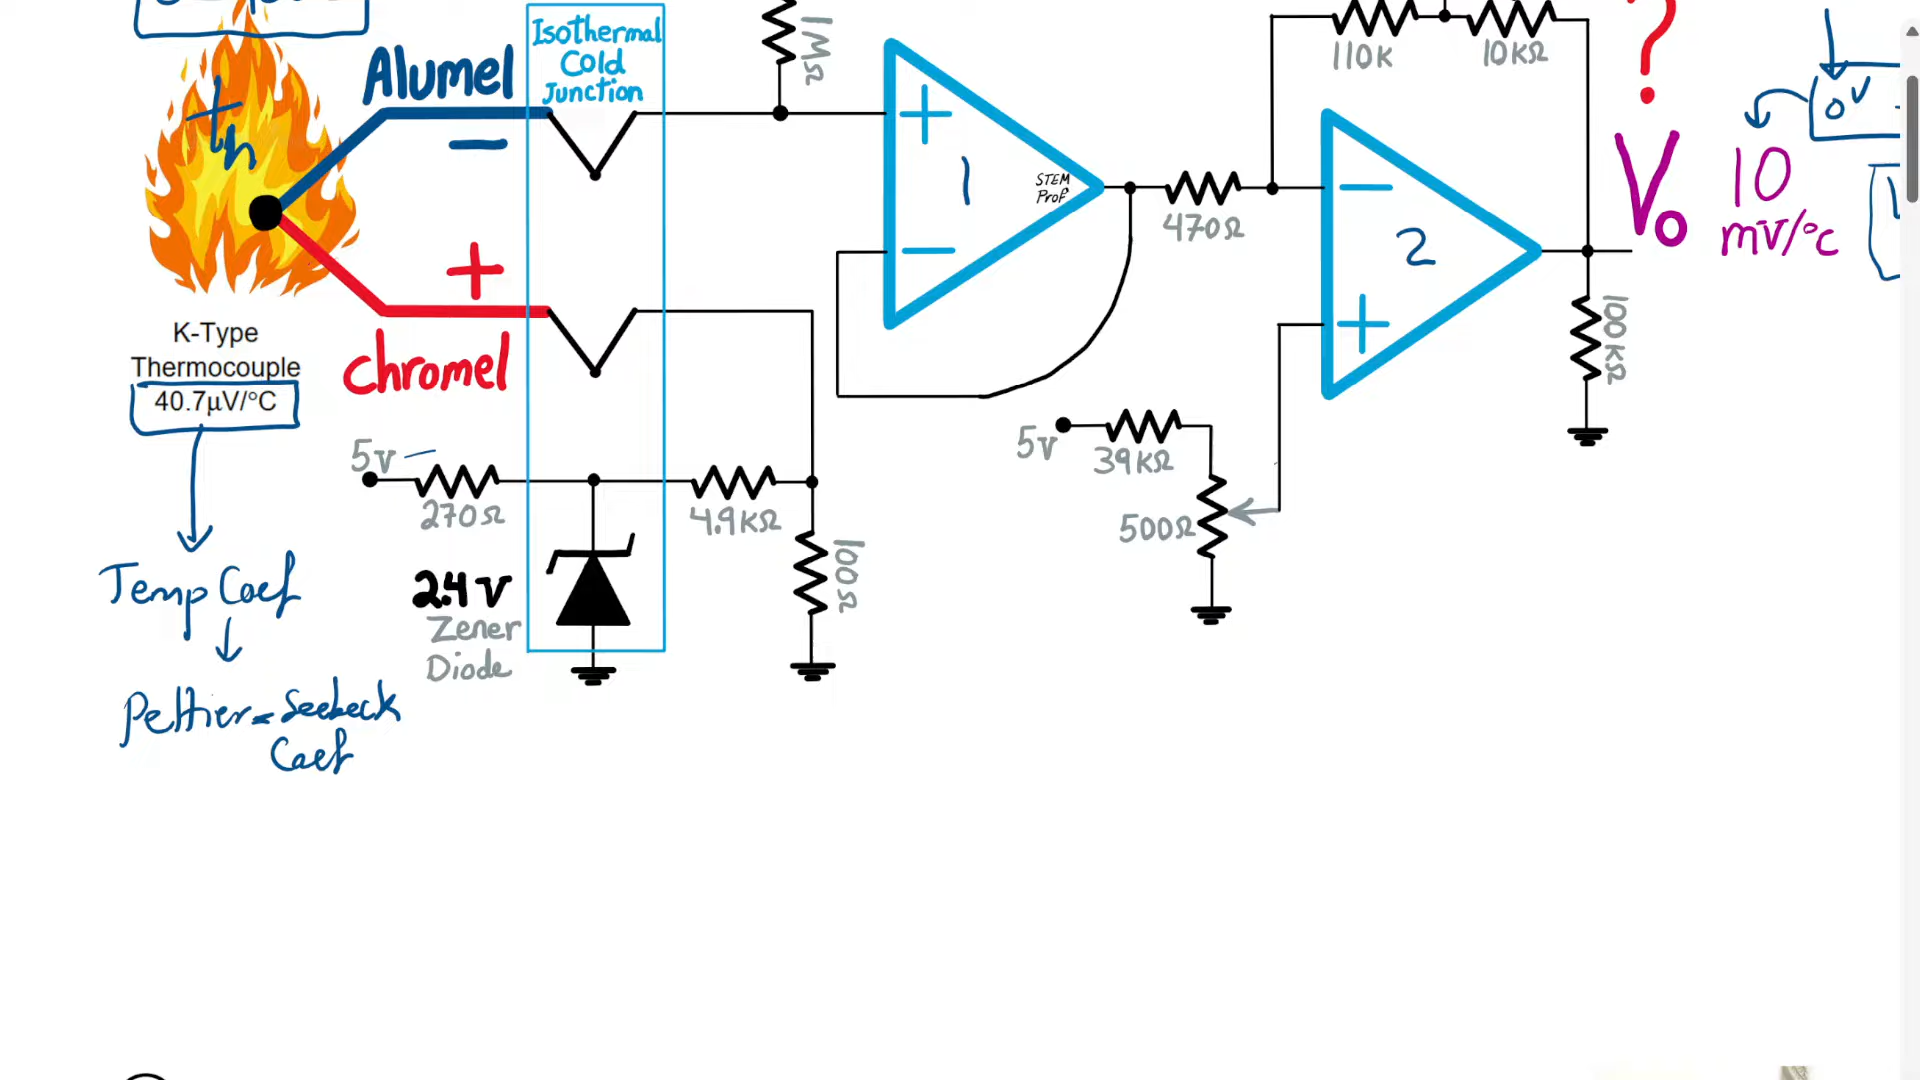 th
Alumel
−
+
chromel
K-Type
Thermocouple
40.7µV/°C
Temp Coef
Peltier - Seebeck
Coef
Isothermal
Cold
Junction
5v
270Ω
2.4 V
Zener
Diode
4.9KΩ
100Ω
1MΩ
+
1
−
STEM
Prof
470Ω
110K
10KΩ
−
2
+
5v
39KΩ
500Ω
100KΩ
?
Vo
10
mV/°C
0V